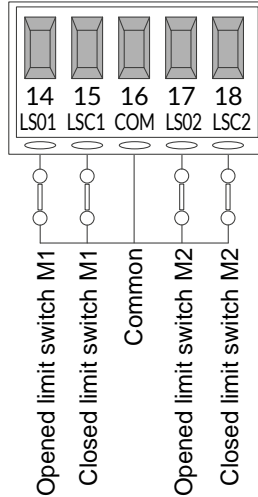 14 15 16 17 18
LS01 LSC1 COM LS02 LSC2
Opened limit switch M1
Closed limit switch M1
Common
Opened limit switch M2
Closed limit switch M2